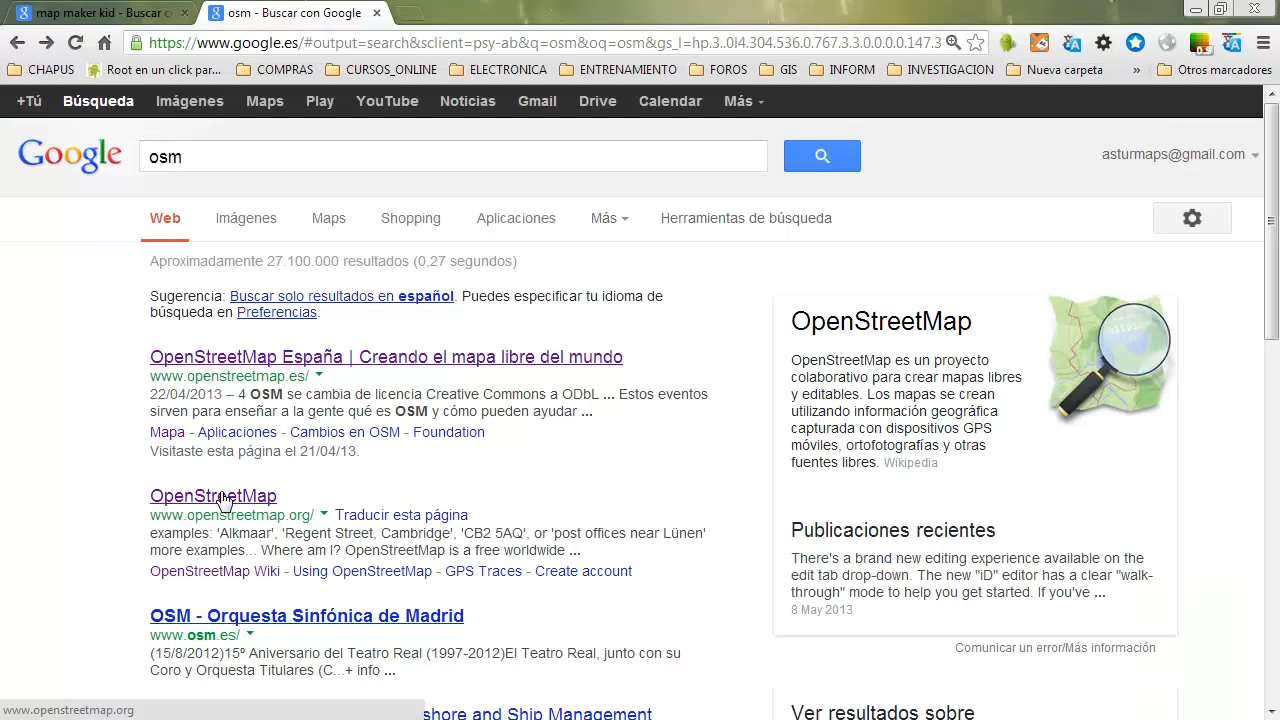 map maker kid - Buscar c
osm - Buscar con Google
https://www.google.es/#output=search&sclient=psy-ab&q=osm&oq=osm&gs_l=hp.3..0l4.304.536.0.767.3.3.0.0.0.0.147.3
CHAPUS Root en un click par... COMPRAS CURSOS_ONLINE ELECTRONICA ENTRENAMIENTO FOROS GIS INFORM INVESTIGACION Nueva carpeta » Otros marcadores
+Tú Búsqueda Imágenes Maps Play YouTube Noticias Gmail Drive Calendar Más
Google
osm
asturmaps@gmail.com
Web Imágenes Maps Shopping Aplicaciones Más Herramientas de búsqueda
Aproximadamente 27.100.000 resultados (0,27 segundos)
Sugerencia: Buscar solo resultados en español. Puedes especificar tu idioma de
búsqueda en Preferencias.
OpenStreetMap España | Creando el mapa libre del mundo
www.openstreetmap.es/
22/04/2013 – 4 OSM se cambia de licencia Creative Commons a ODbL ... Estos eventos
sirven para enseñar a la gente qué es OSM y cómo pueden ayudar ...
Mapa - Aplicaciones - Cambios en OSM - Foundation
Visitaste esta página el 21/04/13.
OpenStreetMap
www.openstreetmap.org/ Traducir esta página
examples: 'Alkmaar', 'Regent Street, Cambridge', 'CB2 5AQ', or 'post offices near Lünen'
more examples... Where am I? OpenStreetMap is a free worldwide ...
OpenStreetMap Wiki - Using OpenStreetMap - GPS Traces - Create account
OSM - Orquesta Sinfónica de Madrid
www.osm.es/
(15/8/2012)15º Aniversario del Teatro Real (1997-2012)El Teatro Real, junto con su
Coro y Orquesta Titulares (C...+ info ...
shore and Ship Management
www.openstreetmap.org
OpenStreetMap
OpenStreetMap es un proyecto
colaborativo para crear mapas libres
y editables. Los mapas se crean
utilizando información geográfica
capturada con dispositivos GPS
móviles, ortofotografías y otras
fuentes libres. Wikipedia
Publicaciones recientes
There's a brand new editing experience available on the
edit tab drop-down. The new "iD" editor has a clear "walk-
through" mode to help you get started. If you've ...
8 May 2013
Comunicar un error/Más información
Ver resultados sobre